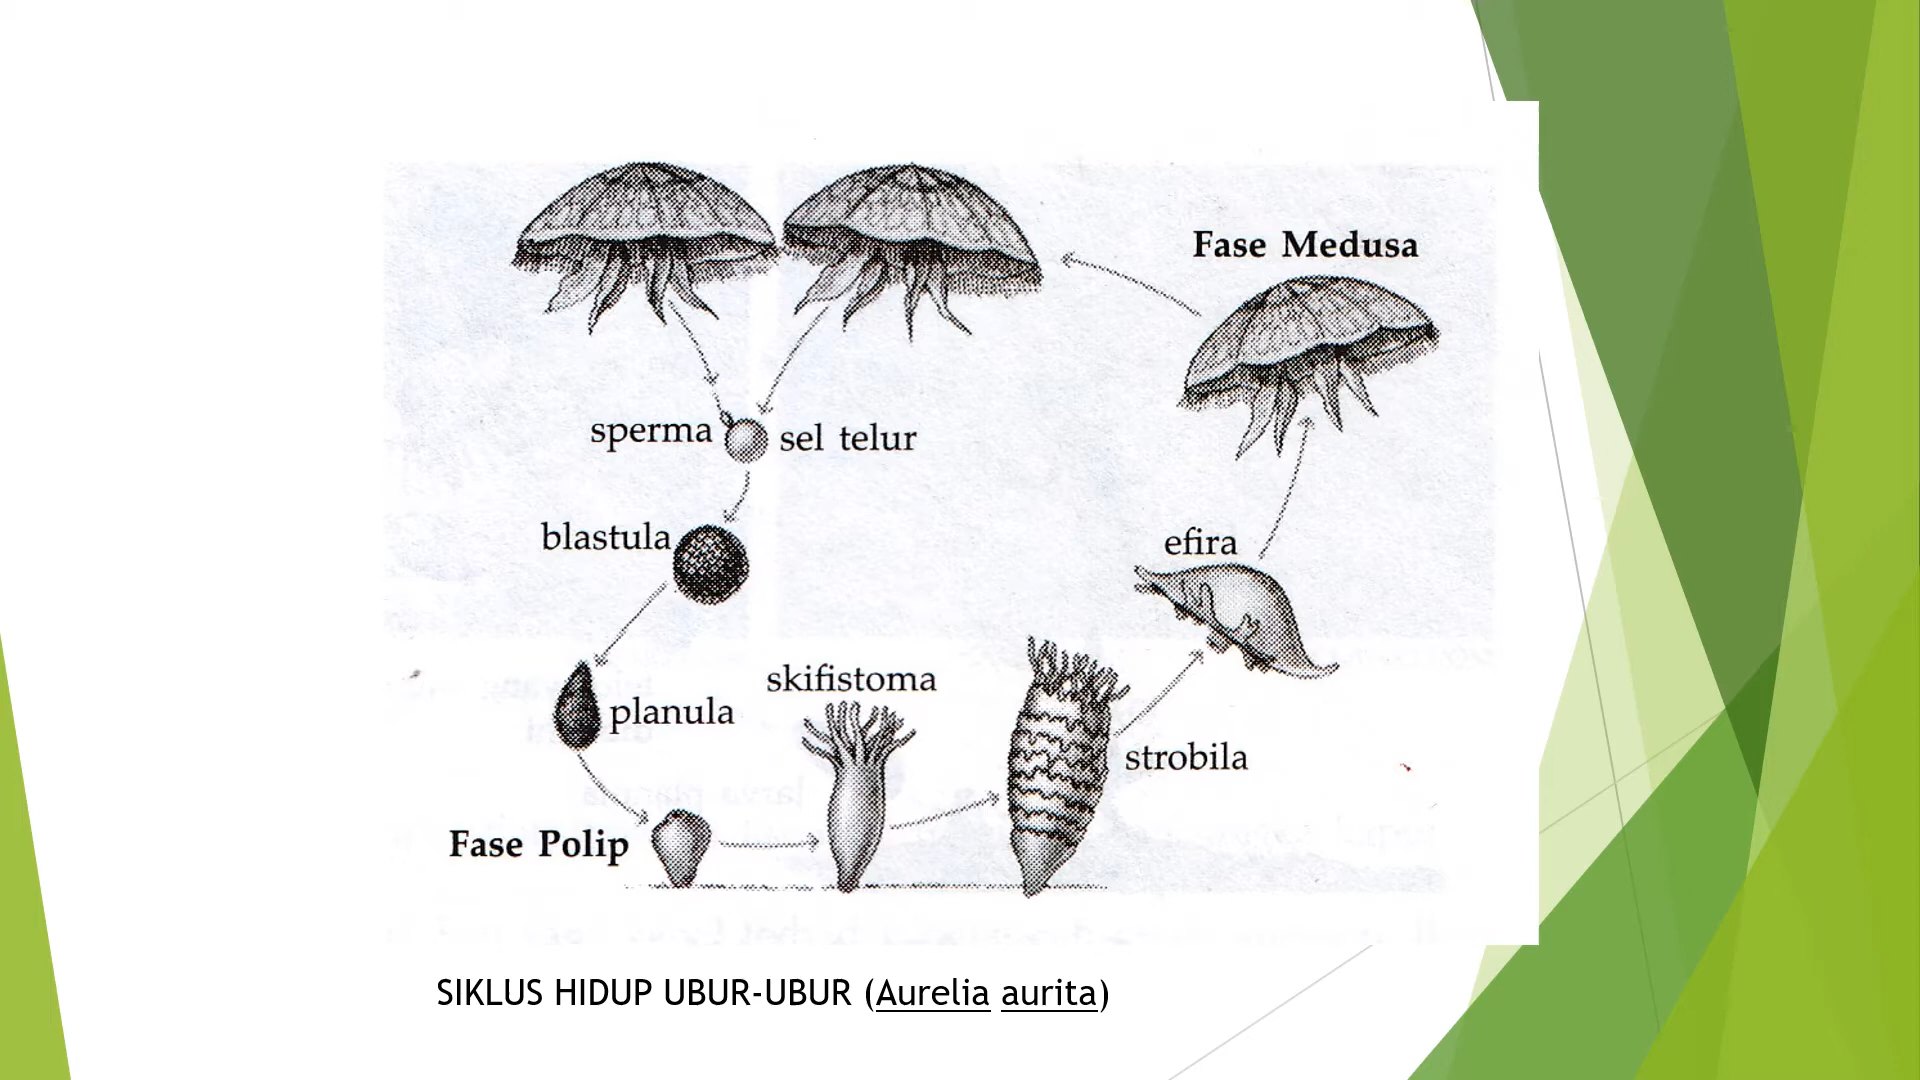 Fase Medusa
sperma
sel telur
blastula
efira
skifistoma
planula
strobila
Fase Polip
SIKLUS HIDUP UBUR-UBUR (Aurelia aurita)